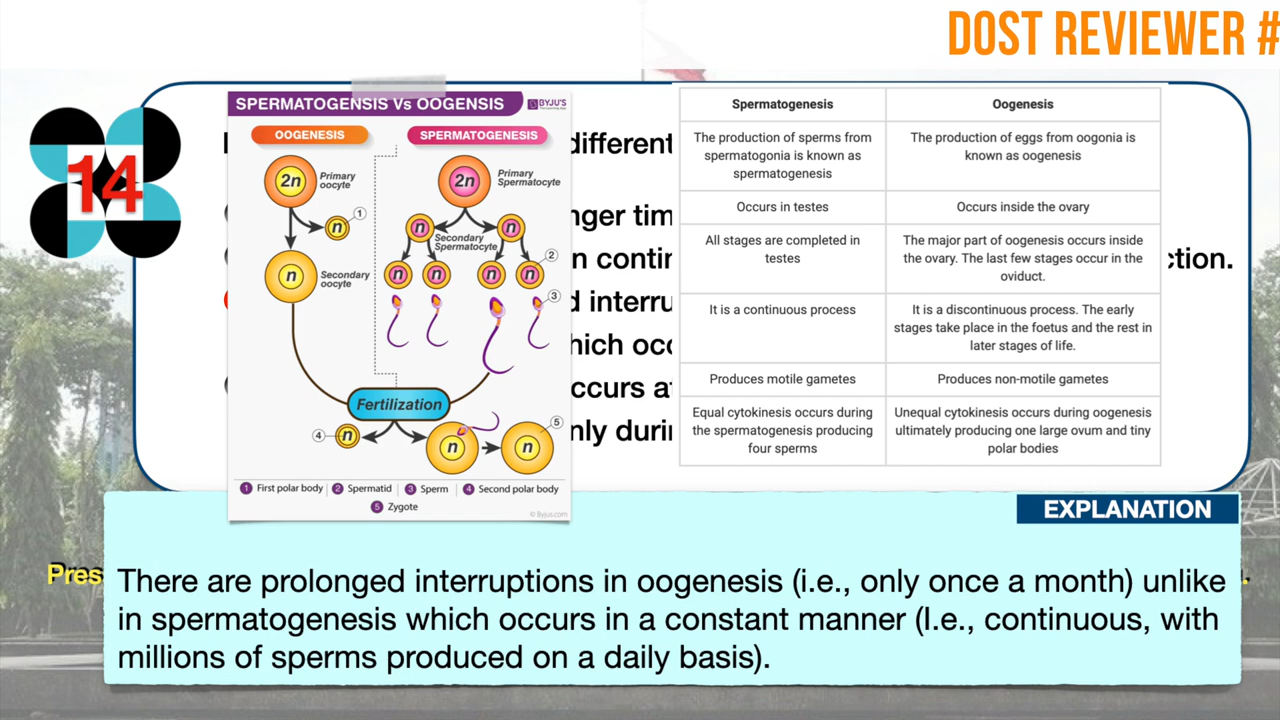 DOST REVIEWER #
14
different
nger tim
n contin
ction.
d interru
hich occ
ccurs at
nly durin
SPERMATOGENSIS Vs OOGENSIS
BYJU'S
The Learning App
OOGENESIS
SPERMATOGENESIS
2n
Primary
oocyte
2n
Primary
Spermatocyte
n
1
n
n
Secondary
Spermatocyte
2
n
Secondary
oocyte
n
n
n
n
3
Fertilization
4
n
n
n
5
1 First polar body
2 Spermatid
3 Sperm
4 Second polar body
5 Zygote
© Byjus.com
Spermatogenesis
Oogenesis
The production of sperms from
spermatogonia is known as
spermatogenesis
The production of eggs from oogonia is
known as oogenesis
Occurs in testes
Occurs inside the ovary
All stages are completed in
testes
The major part of oogenesis occurs inside
the ovary. The last few stages occur in the
oviduct.
It is a continuous process
It is a discontinuous process. The early
stages take place in the foetus and the rest in
later stages of life.
Produces motile gametes
Produces non-motile gametes
Equal cytokinesis occurs during
the spermatogenesis producing
four sperms
Unequal cytokinesis occurs during oogenesis
ultimately producing one large ovum and tiny
polar bodies
EXPLANATION
Pres
There are prolonged interruptions in oogenesis (i.e., only once a month) unlike
in spermatogenesis which occurs in a constant manner (I.e., continuous, with
millions of sperms produced on a daily basis).